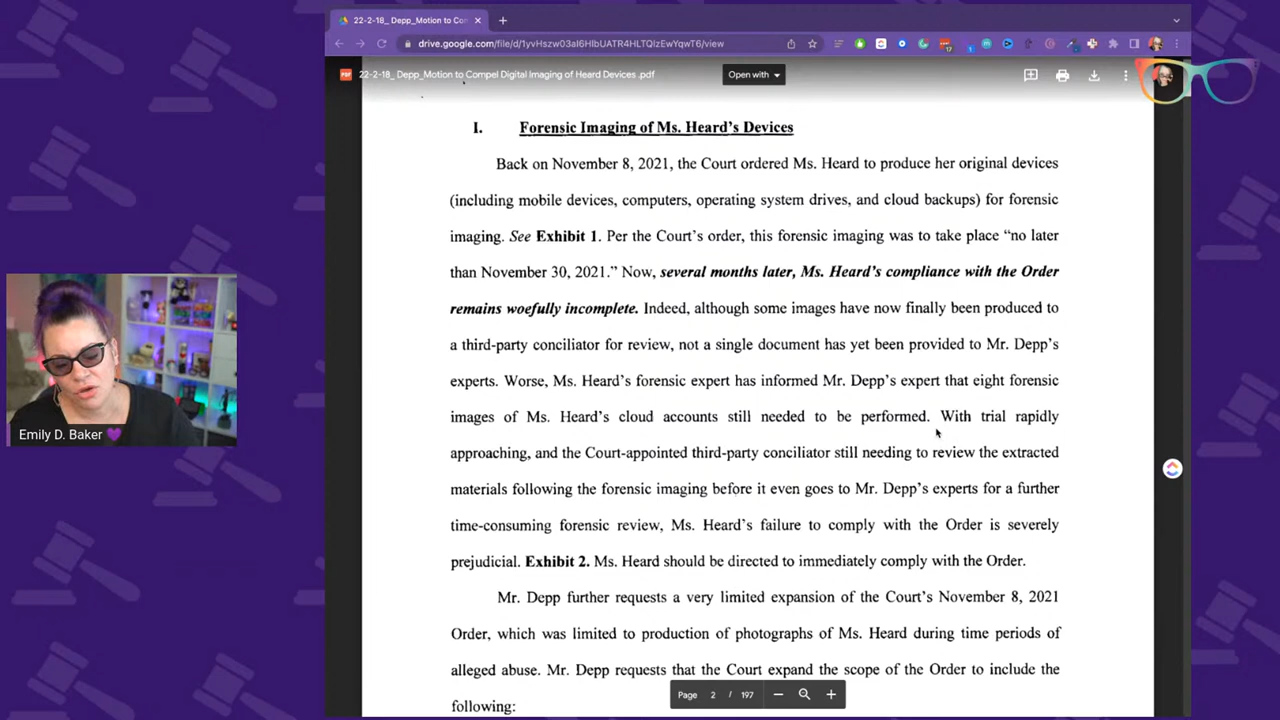 22-2-18_ Depp_Motion to Com
drive.google.com/file/d/1yvHszw03aI6HIbUATR4HLTQIzEwYqwT6/view
PDF
22-2-18_ Depp_Motion to Compel Digital Imaging of Heard Devices .pdf
Open with
I. Forensic Imaging of Ms. Heard's Devices
Back on November 8, 2021, the Court ordered Ms. Heard to produce her original devices
(including mobile devices, computers, operating system drives, and cloud backups) for forensic
imaging. See Exhibit 1. Per the Court's order, this forensic imaging was to take place "no later
than November 30, 2021." Now, several months later, Ms. Heard's compliance with the Order
remains woefully incomplete. Indeed, although some images have now finally been produced to
a third-party conciliator for review, not a single document has yet been provided to Mr. Depp's
experts. Worse, Ms. Heard's forensic expert has informed Mr. Depp's expert that eight forensic
images of Ms. Heard's cloud accounts still needed to be performed. With trial rapidly
approaching, and the Court-appointed third-party conciliator still needing to review the extracted
materials following the forensic imaging before it even goes to Mr. Depp's experts for a further
time-consuming forensic review, Ms. Heard's failure to comply with the Order is severely
prejudicial. Exhibit 2. Ms. Heard should be directed to immediately comply with the Order.
Mr. Depp further requests a very limited expansion of the Court's November 8, 2021
Order, which was limited to production of photographs of Ms. Heard during time periods of
alleged abuse. Mr. Depp requests that the Court expand the scope of the Order to include the
following:
Page 2 / 197
Emily D. Baker 💜